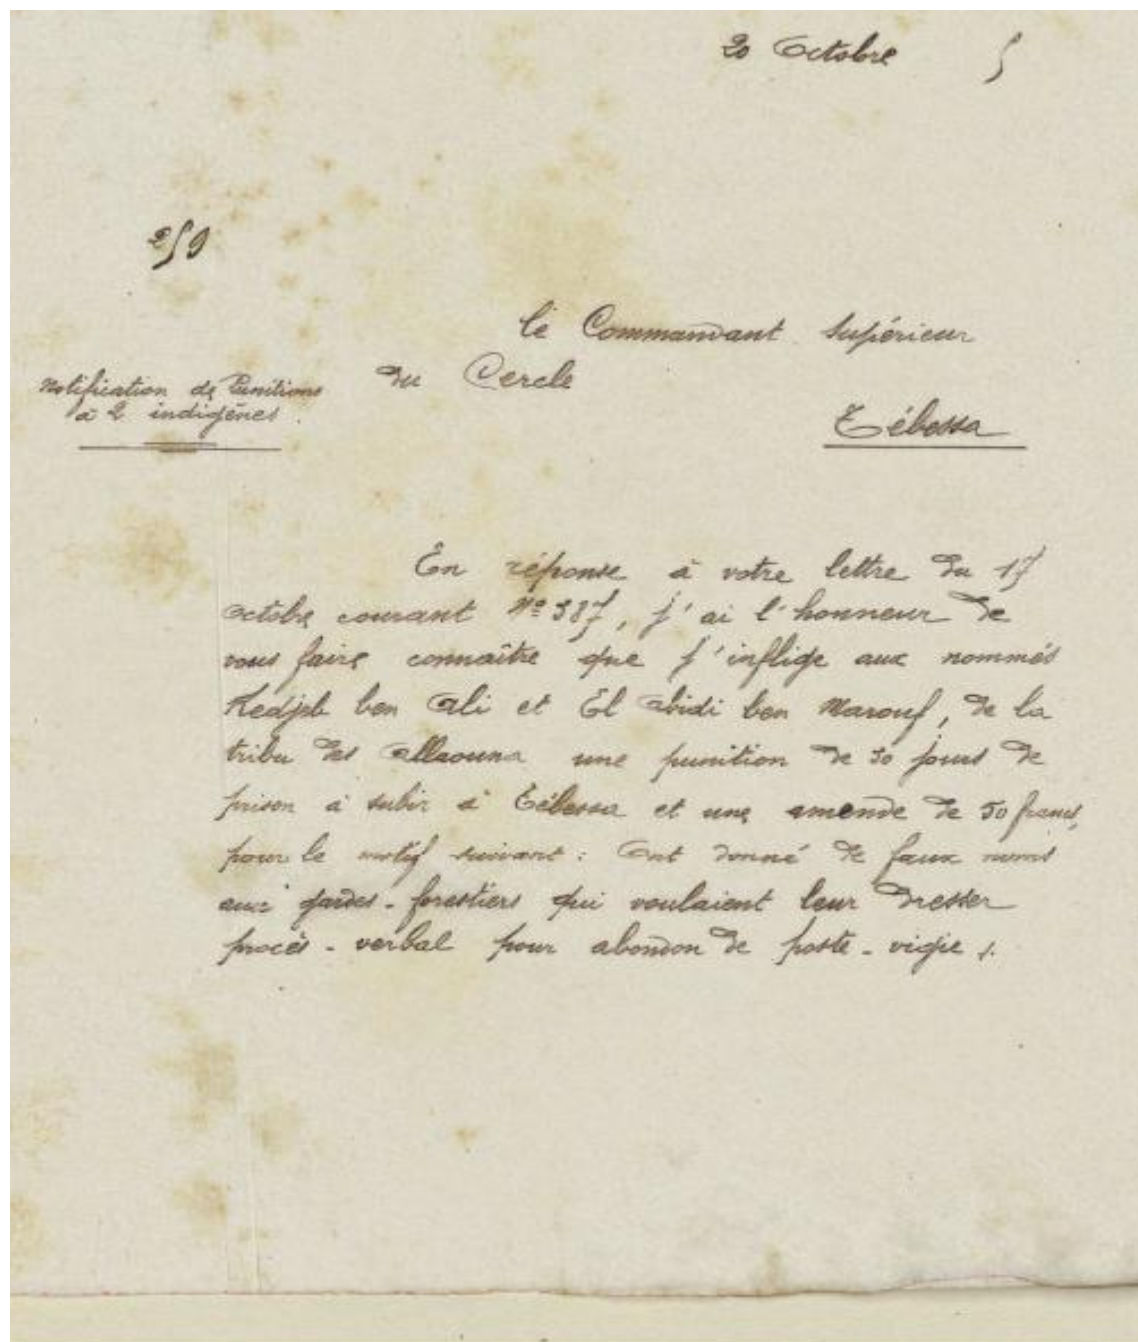 20 Octobre 5
259
le Commandant Supérieur
du Cercle
Notification de Punitions
à 2 indigènes.
Tébessa
En réponse à votre lettre du 17
octobre courant Nº 387, j'ai l'honneur de
vous faire connaître que j'inflige aux nommés
Redjeb ben Ali et El Abidi ben Marouf, de la
tribu des Allaouna une punition de 30 jours de
prison à subir à Tébessa et une amende de 50 francs,
pour le motif suivant : Ont donné de faux noms
aux gardes-forestiers qui voulaient leur dresser
procès-verbal pour abandon de poste-vigie ./.